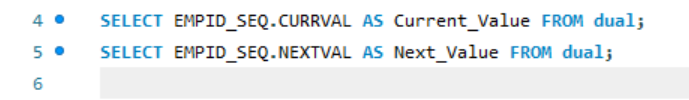 4 SELECT EMPID_SEQ.CURRVAL AS Current_Value FROM dual;
5 SELECT EMPID_SEQ.NEXTVAL AS Next_Value FROM dual;
6